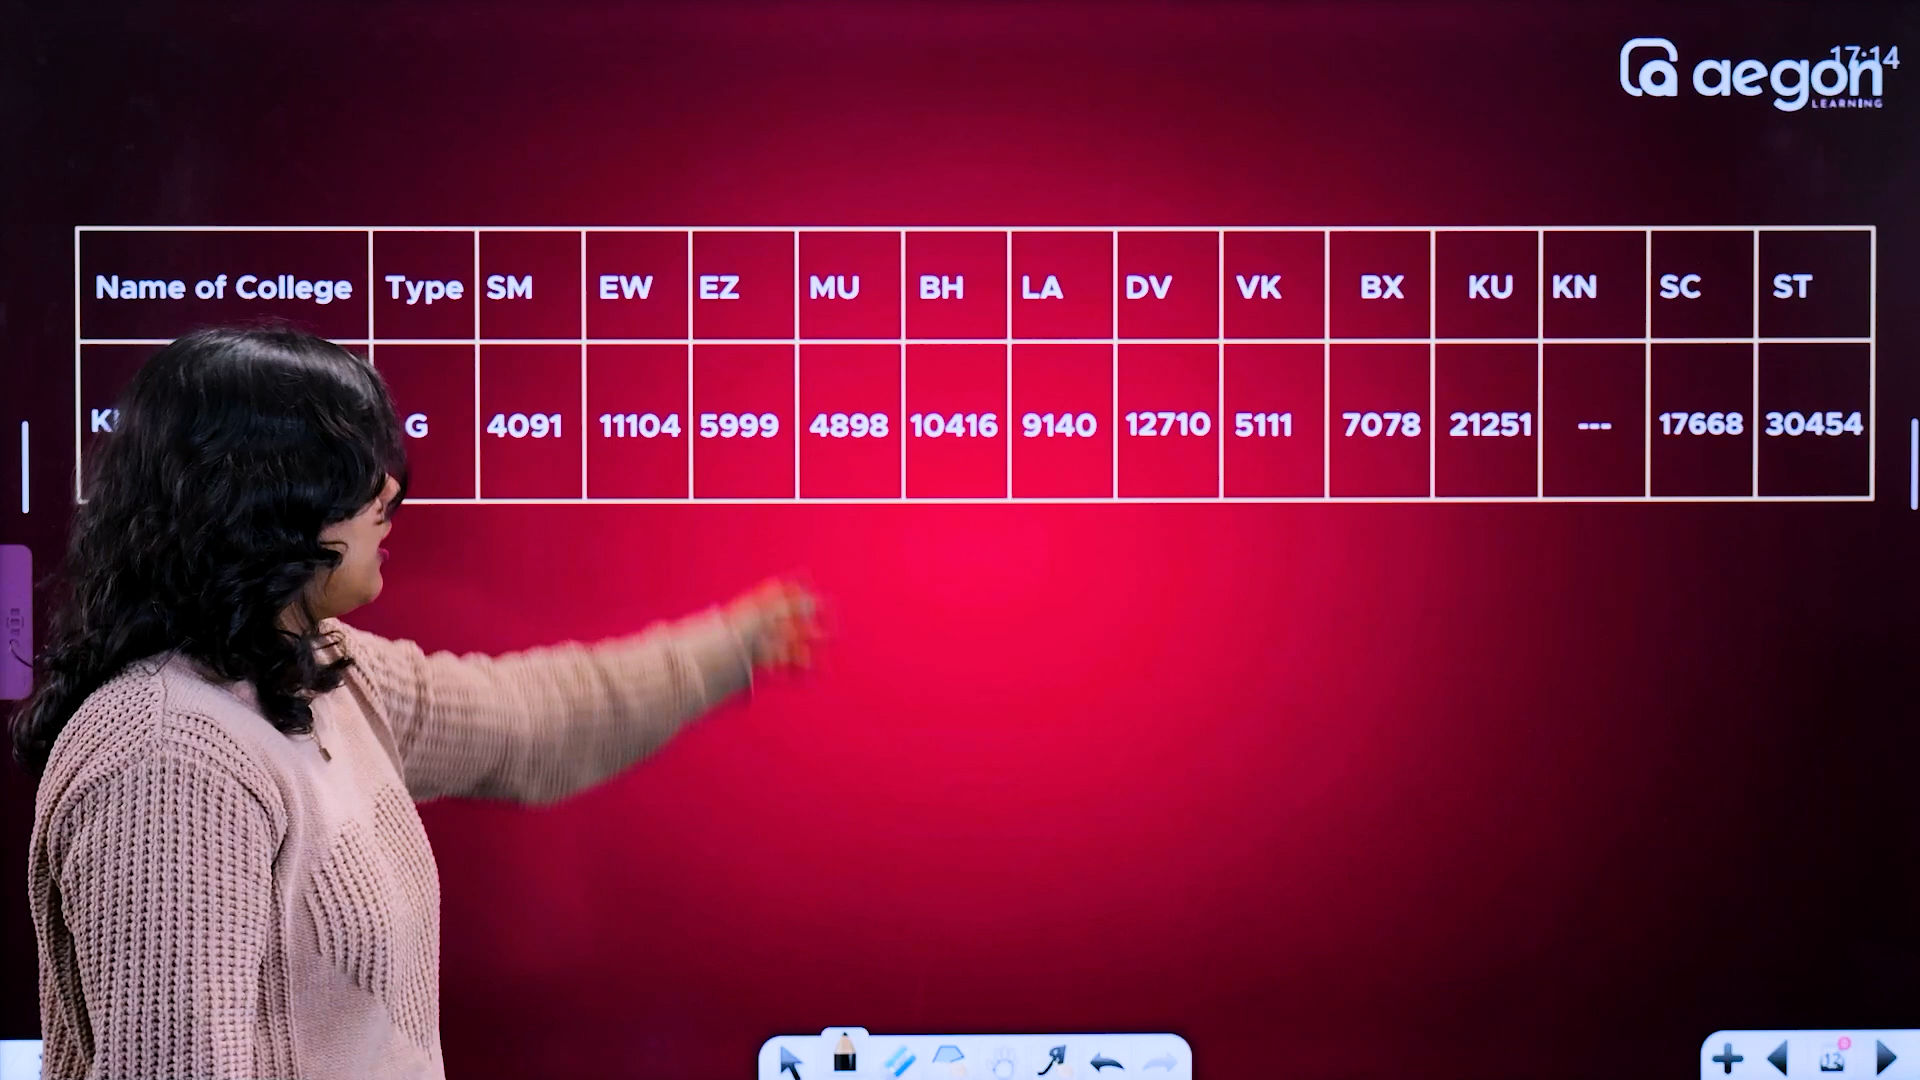 17:14
aegon
LEARNING
Name of College Type SM EW EZ MU BH LA DV VK BX KU KN SC ST
G 4091 11104 5999 4898 10416 9140 12710 5111 7078 21251 --- 17668 30454
12